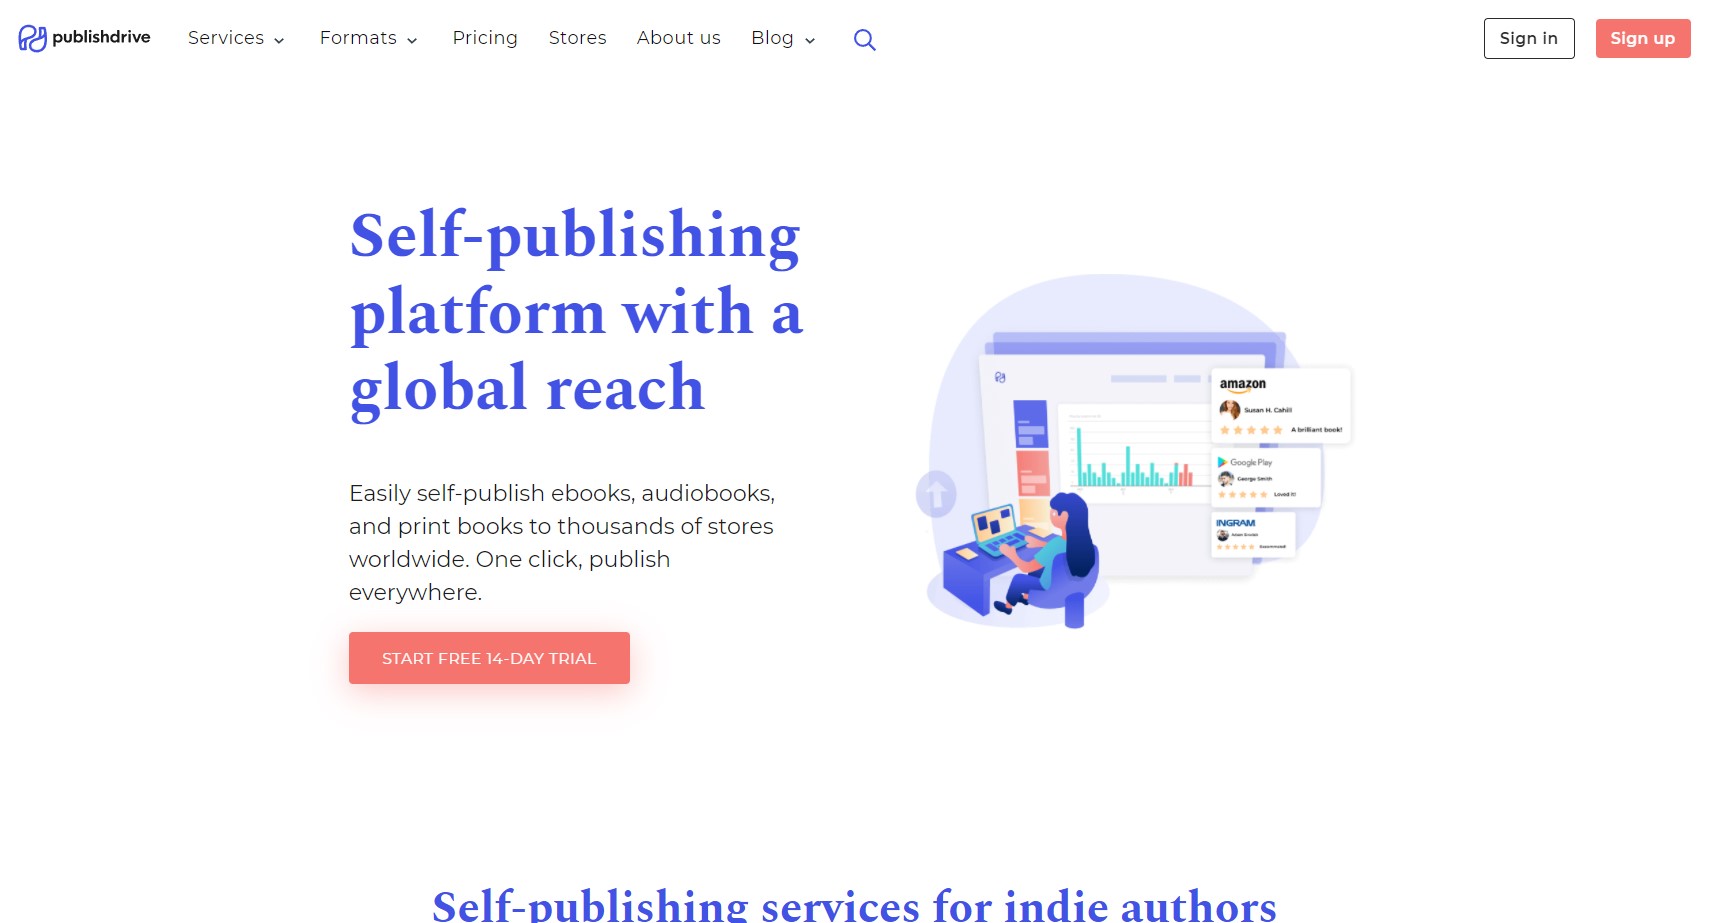 publishdrive
Services
Formats
Pricing
Stores
About us
Blog
Sign in
Sign up
Self-publishing
platform with a
global reach
Easily self-publish ebooks, audiobooks,
and print books to thousands of stores
worldwide. One click, publish
everywhere.
START FREE 14-DAY TRIAL
amazon
Susan H. Cahill
A brilliant book!
Google Play
George Smith
Loved it!
INGRAM
Self-publishing services for indie authors